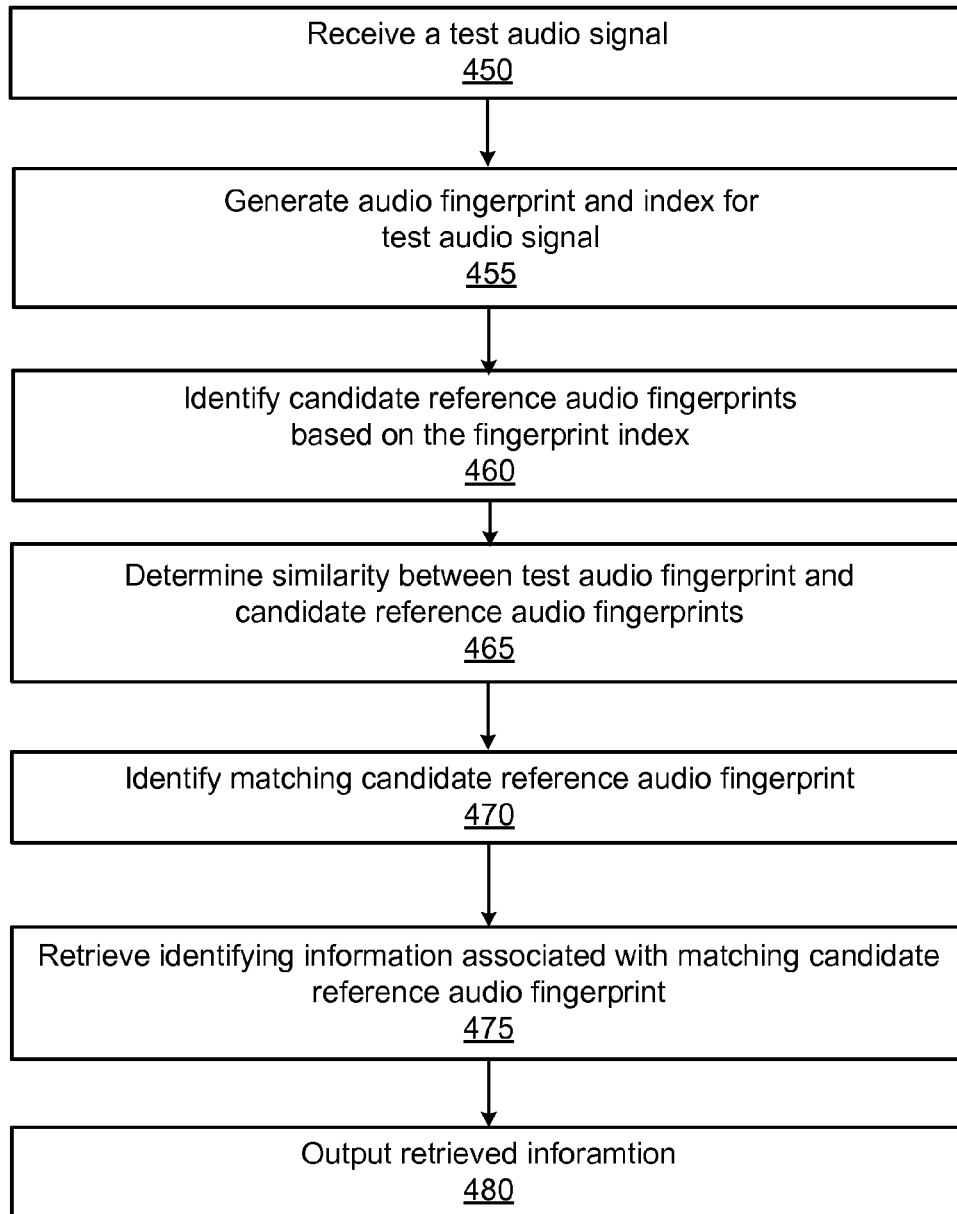 Receive a test audio signal
450
Generate audio fingerprint and index for
test audio signal
455
Identify candidate reference audio fingerprints
based on the fingerprint index
460
Determine similarity between test audio fingerprint and
candidate reference audio fingerprints
465
Identify matching candidate reference audio fingerprint
470
Retrieve identifying information associated with matching candidate
reference audio fingerprint
475
Output retrieved inforamtion
480